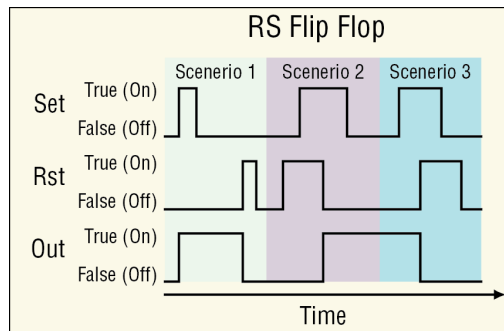 RS Flip Flop
Scenerio 1 Scenerio 2 Scenerio 3
Set True (On)
False (Off)
Rst True (On)
False (Off)
Out True (On)
False (Off)
Time